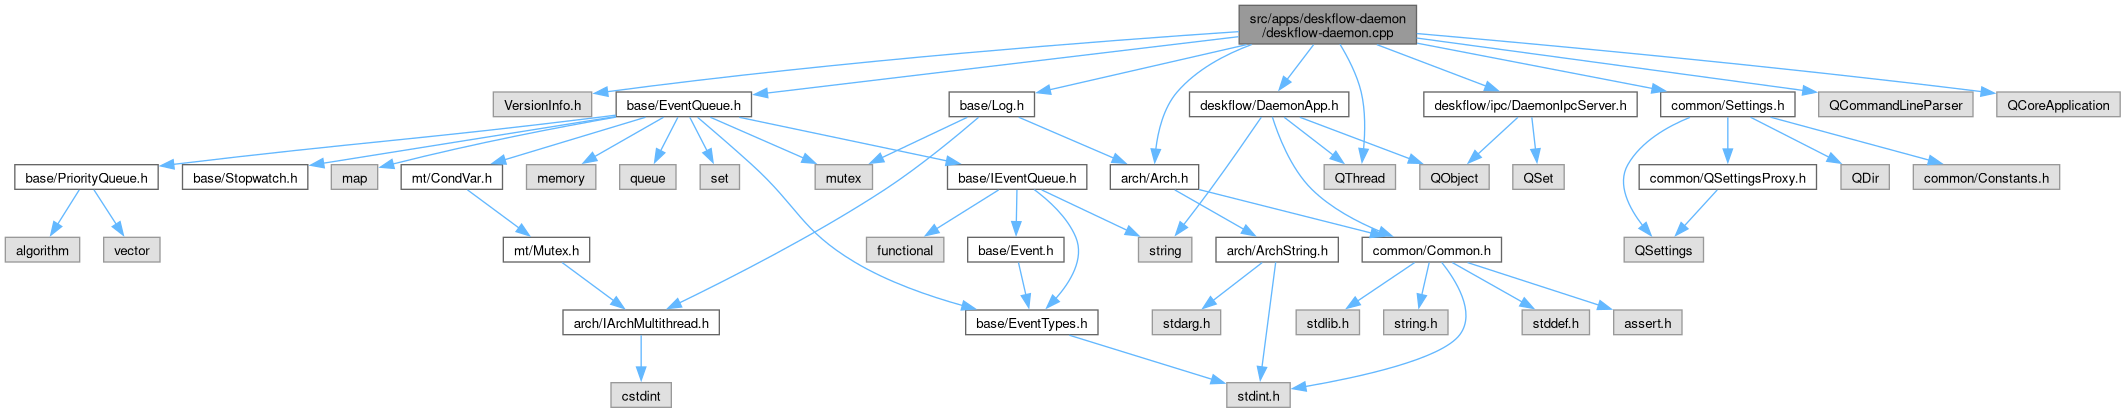 src/apps/deskflow-daemon
/deskflow-daemon.cpp
VersionInfo.h
base/EventQueue.h
base/Log.h
deskflow/DaemonApp.h
deskflow/ipc/DaemonIpcServer.h
common/Settings.h
QCommandLineParser
QCoreApplication
base/PriorityQueue.h
base/Stopwatch.h
map
mt/CondVar.h
memory
queue
set
mutex
base/IEventQueue.h
arch/Arch.h
QThread
QObject
QSet
common/QSettingsProxy.h
QDir
common/Constants.h
algorithm
vector
mt/Mutex.h
functional
base/Event.h
string
arch/ArchString.h
common/Common.h
QSettings
arch/IArchMultithread.h
base/EventTypes.h
stdarg.h
stdlib.h
string.h
stddef.h
assert.h
cstdint
stdint.h